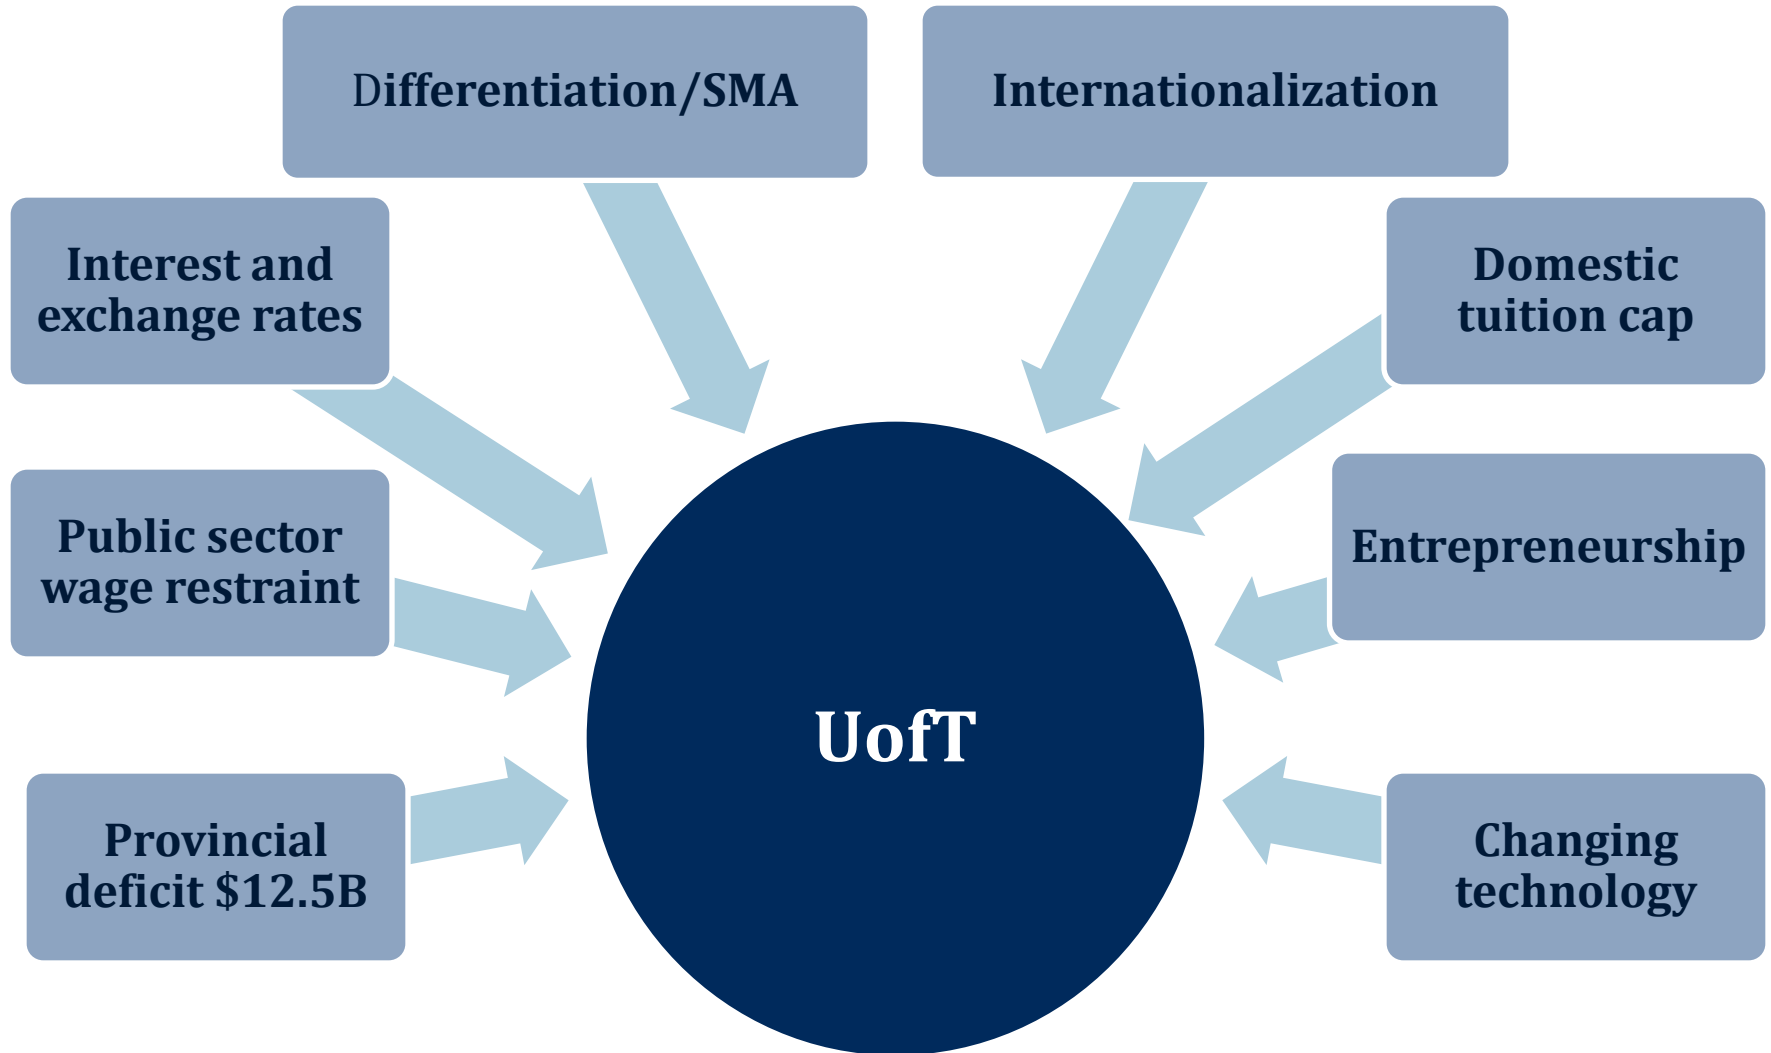 Differentiation/SMA
Internationalization
Interest and
exchange rates
Domestic
tuition cap
Public sector
wage restraint
Entrepreneurship
UofT
Provincial
deficit $12.5B
Changing
technology